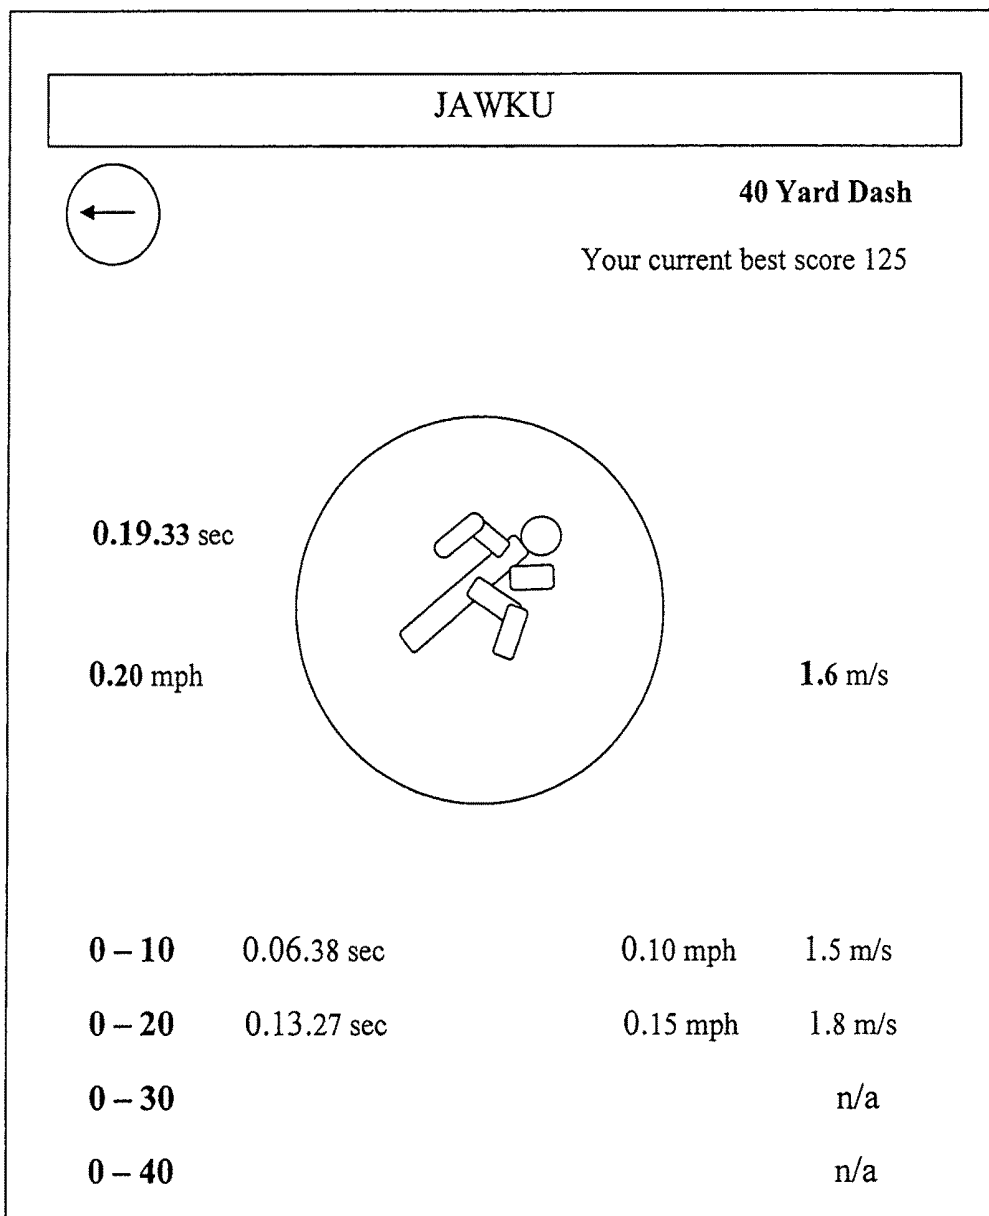 JAWKU
40 Yard Dash
Your current best score 125
0.19.33 sec
0.20 mph 1.6 m/s
0 – 10 0.06.38 sec 0.10 mph 1.5 m/s
0 – 20 0.13.27 sec 0.15 mph 1.8 m/s
0 – 30 n/a
0 – 40 n/a